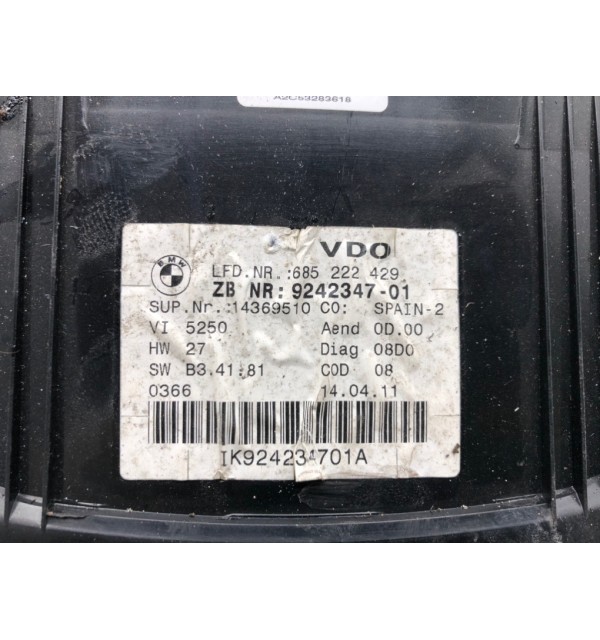 A2C53283618
BMW
VDO
LFD.NR.:685 222 429
ZB NR: 9242347-01
SUP.Nr.:14369510 CO: SPAIN-2
VI 5250 Aend 0D.00
HW 27 Diag 08D0
SW B3.41.81 COD 08
0366 14.04.11
IK924234701A